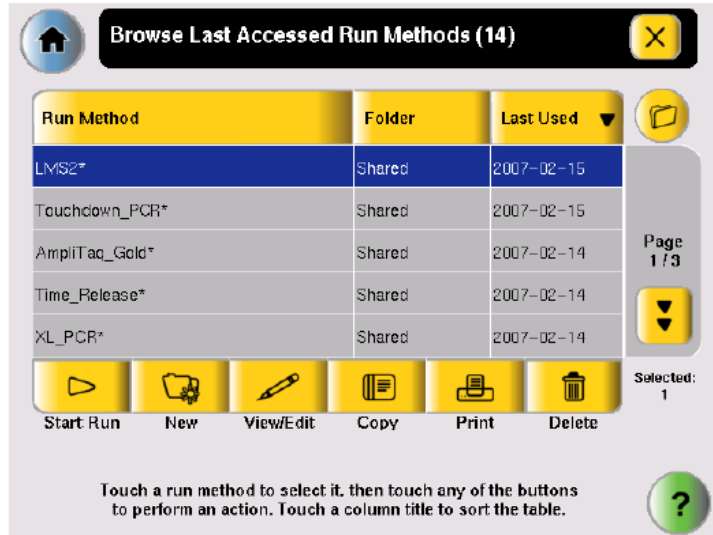 Browse Last Accessed Run Methods (14)
Run Method Folder Last Used
LMS2* Shared 2007-02-15
Touchdown_PCR* Shared 2007-02-15
AmpliTaq_Gold* Shared 2007-02-14
Time_Release* Shared 2007-02-14
XL_PCR* Shared 2007-02-14
Page
1/3
Selected:
1
Start Run New View/Edit Copy Print Delete
Touch a run method to select it, then touch any of the buttons
to perform an action. Touch a column title to sort the table.
?